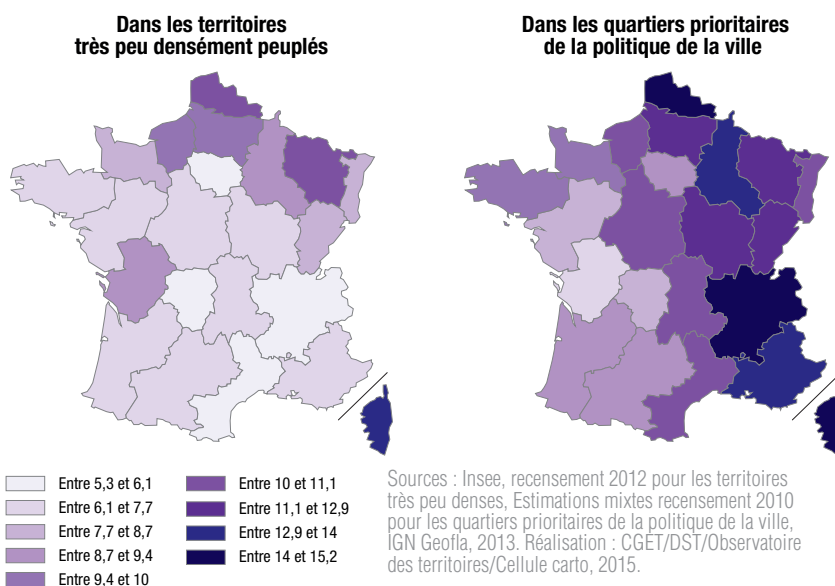 Dans les territoires
très peu densément peuplés
Dans les quartiers prioritaires
de la politique de la ville
Entre 5,3 et 6,1
Entre 6,1 et 7,7
Entre 7,7 et 8,7
Entre 8,7 et 9,4
Entre 9,4 et 10
Entre 10 et 11,1
Entre 11,1 et 12,9
Entre 12,9 et 14
Entre 14 et 15,2
Sources : Insee, recensement 2012 pour les territoires
très peu denses, Estimations mixtes recensement 2010
pour les quartiers prioritaires de la politique de la ville,
IGN Geofla, 2013. Réalisation : CGET/DST/Observatoire
des territoires/Cellule carto, 2015.